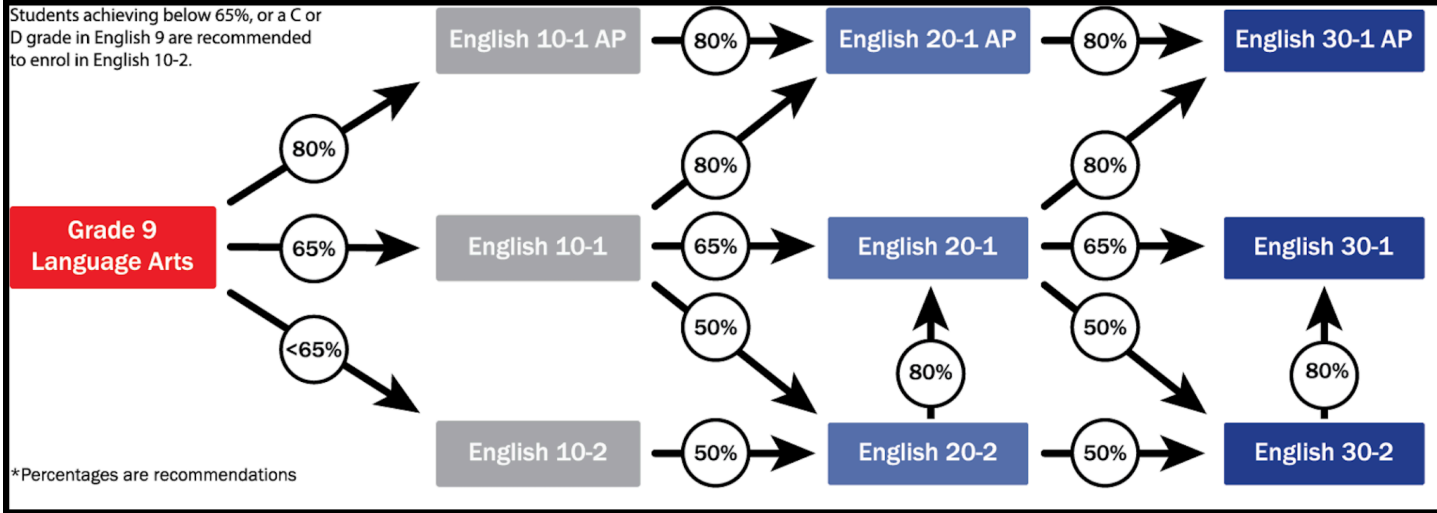 Students achieving below 65%, or a C or
D grade in English 9 are recommended
to enrol in English 10-2.
English 10-1 AP
80%
English 20-1 AP
80%
English 30-1 AP
80%
80%
80%
Grade 9
Language Arts
65%
English 10-1
65%
English 20-1
65%
English 30-1
<65%
50%
50%
80%
80%
English 10-2
50%
English 20-2
50%
English 30-2
*Percentages are recommendations